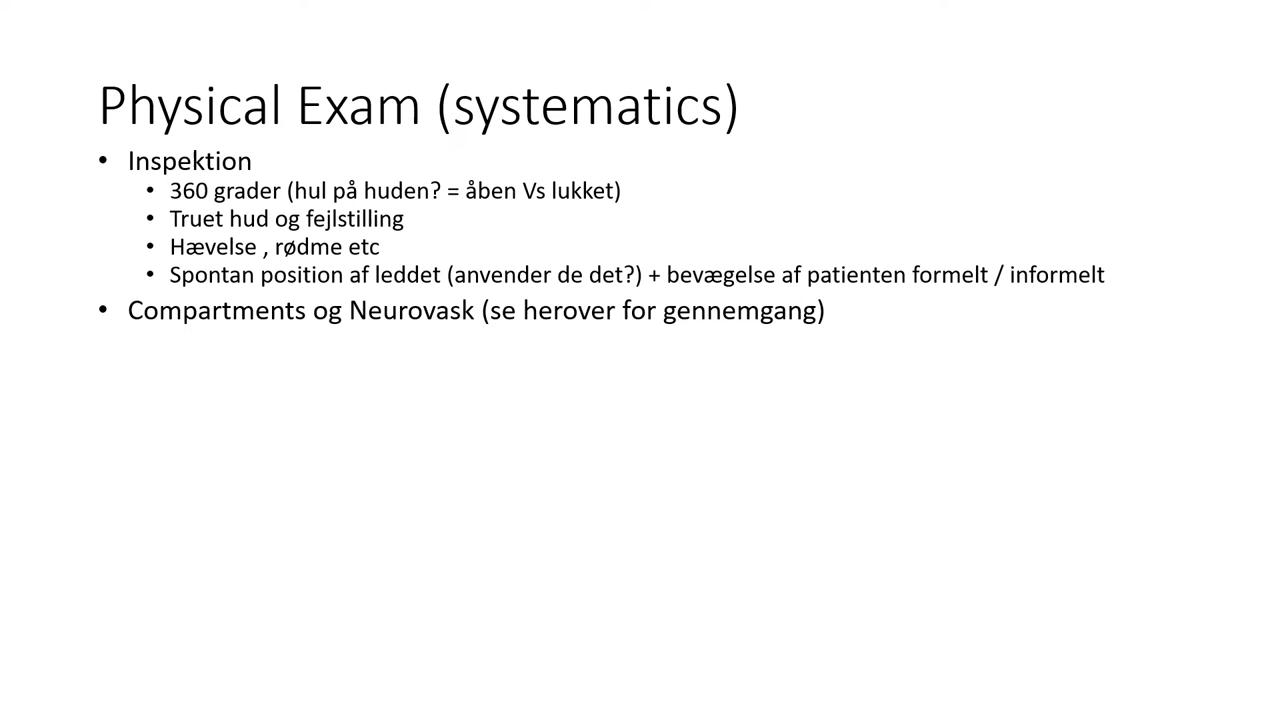 Physical Exam (systematics)
• Inspektion
• 360 grader (hul på huden? = åben Vs lukket)
• Truet hud og fejlstilling
• Hævelse , rødme etc
• Spontan position af leddet (anvender de det?) + bevægelse af patienten formelt / informelt
• Compartments og Neurovask (se herover for gennemgang)